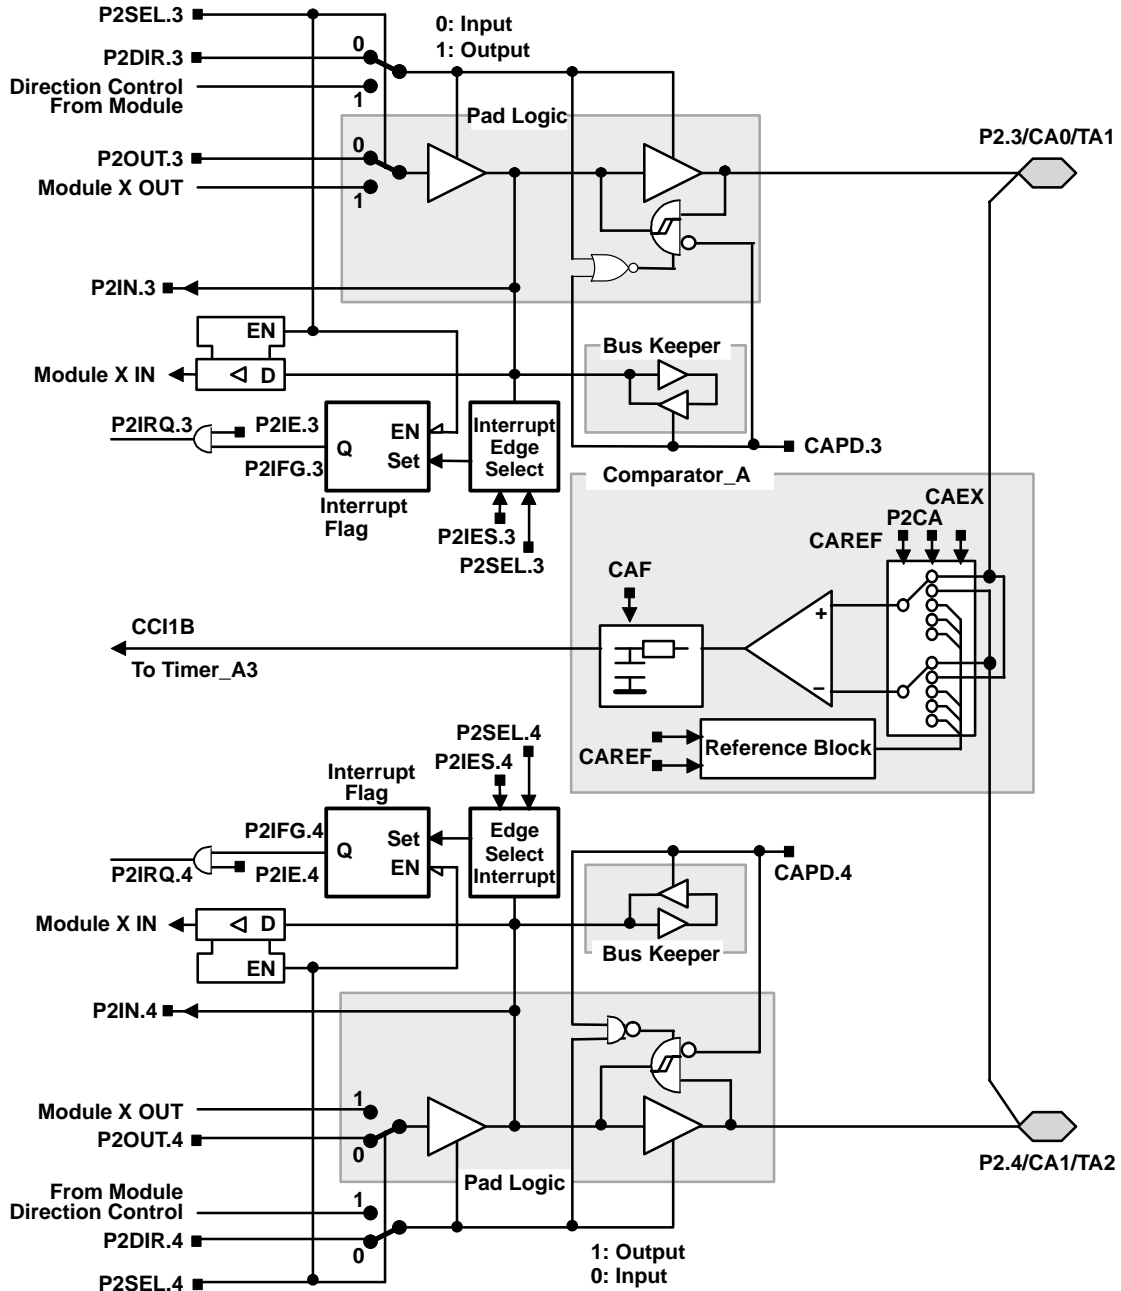 P2SEL.3
P2DIR.3
0
0: Input
1: Output
Direction Control
From Module
1
Pad Logic
P2OUT.3
0
P2.3/CA0/TA1
Module X OUT
1
P2IN.3
EN
Bus Keeper
Module X IN
D
P2IRQ.3
P2IE.3
P2IFG.3
Q
EN
Set
Interrupt
Edge
Select
CAPD.3
Interrupt
Flag
P2IES.3
P2SEL.3
Comparator_A
CAEX
P2CA
CAREF
CAF
CCI1B
To Timer_A3
+
−
Reference Block
CAREF
P2SEL.4
P2IES.4
Interrupt
Flag
P2IFG.4
P2IRQ.4
P2IE.4
Q
Set
EN
Edge
Select
Interrupt
CAPD.4
Module X IN
D
EN
Bus Keeper
P2IN.4
Module X OUT
1
P2OUT.4
0
P2.4/CA1/TA2
Pad Logic
From Module
Direction Control
1
P2DIR.4
0
1: Output
0: Input
P2SEL.4